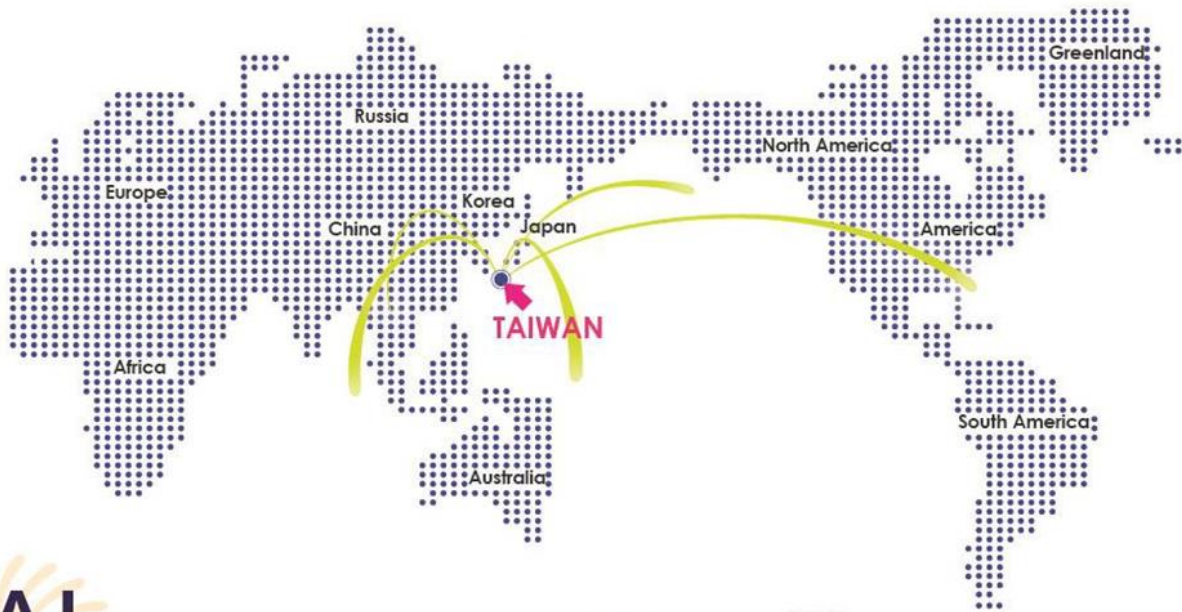 Greenland
Russia
North America
Europe
Korea
China
Japan
America
TAIWAN
Africa
South America
Australia